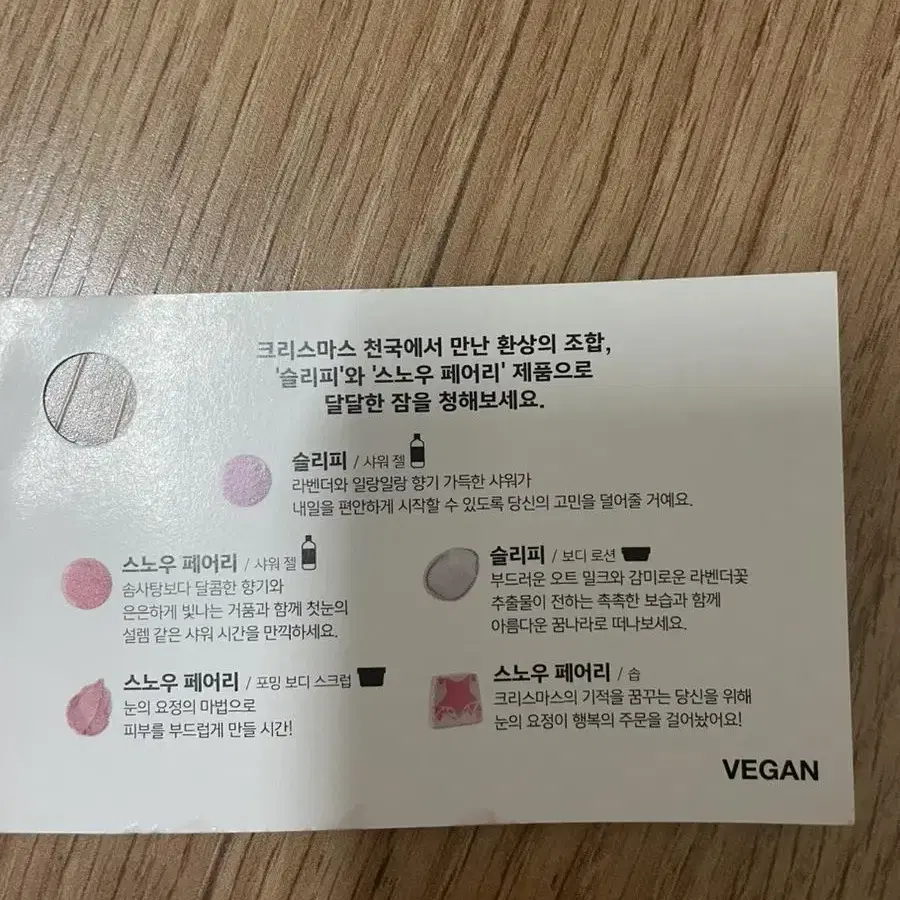 크리스마스 천국에서 만난 환상의 조합,
'슬리피'와 '스노우 페어리' 제품으로
달달한 잠을 청해보세요.
슬리피 / 샤워 젤
라벤더와 일랑일랑 향기 가득한 샤워가
내일을 편안하게 시작할 수 있도록 당신의 고민을 덜어줄 거예요.
스노우 페어리 / 샤워 젤
솜사탕보다 달콤한 향기와
은은하게 빛나는 거품과 함께 첫눈의
설렘 같은 샤워 시간을 만끽하세요.
슬리피 / 보디 로션
부드러운 오트 밀크와 감미로운 라벤더꽃
추출물이 전하는 촉촉한 보습과 함께
아름다운 꿈나라로 떠나보세요.
스노우 페어리 / 포밍 보디 스크럽
눈의 요정의 마법으로
피부를 부드럽게 만들 시간!
스노우 페어리 / 솝
크리스마스의 기적을 꿈꾸는 당신을 위해
눈의 요정이 행복의 주문을 걸어놨어요!
VEGAN